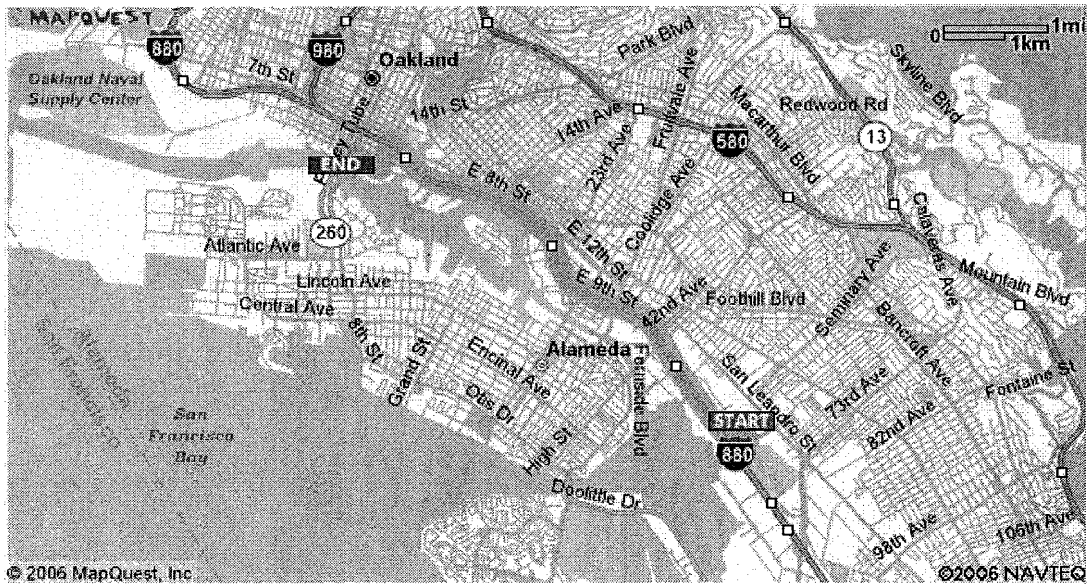 MAPQUEST
880
980
Oakland
Park Blvd
0 1mi
1km
Oakland Naval
Supply Center
7th St
14th St
14th Ave
23rd Ave
Fruitvale Ave
Macarthur Blvd
Redwood Rd
Skyline Blvd
13
580
Tube
END
E 8th St
Coolidge Ave
260
Atlantic Ave
E 12th St
E 9th St
Calaveras Ave
Mountain Blvd
Lincoln Ave
Central Ave
42nd Ave
Foothill Blvd
Seminary Ave
Bancroft Ave
8th St
Grand St
Encinal Ave
Alameda
Fernside Blvd
San Leandro St
Fontaine St
Otis Dr
73rd Ave
82nd Ave
San
Francisco
Bay
START
880
High St
Doolittle Dr
98th Ave
106th Ave
© 2006 MapQuest, Inc
©2006 NAVTEQ